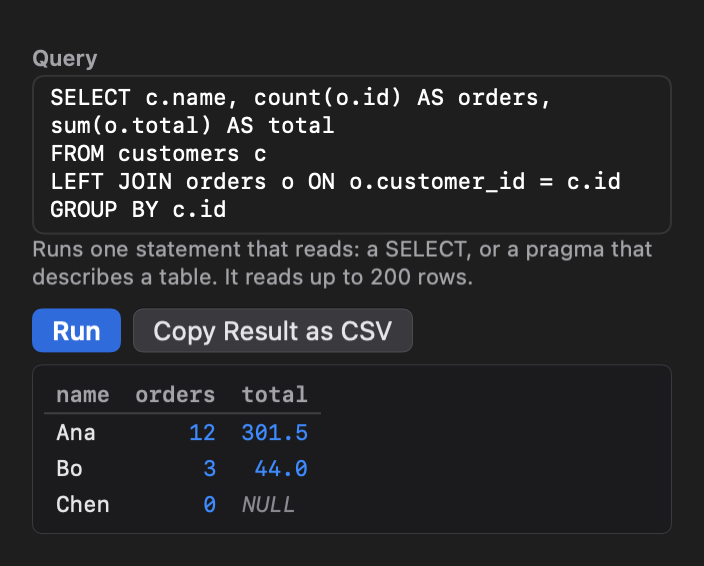 Query
SELECT c.name, count(o.id) AS orders,
sum(o.total) AS total
FROM customers c
LEFT JOIN orders o ON o.customer_id = c.id
GROUP BY c.id
Runs one statement that reads: a SELECT, or a pragma that
describes a table. It reads up to 200 rows.
Run Copy Result as CSV
name orders total
Ana 12 301.5
Bo 3 44.0
Chen 0 NULL